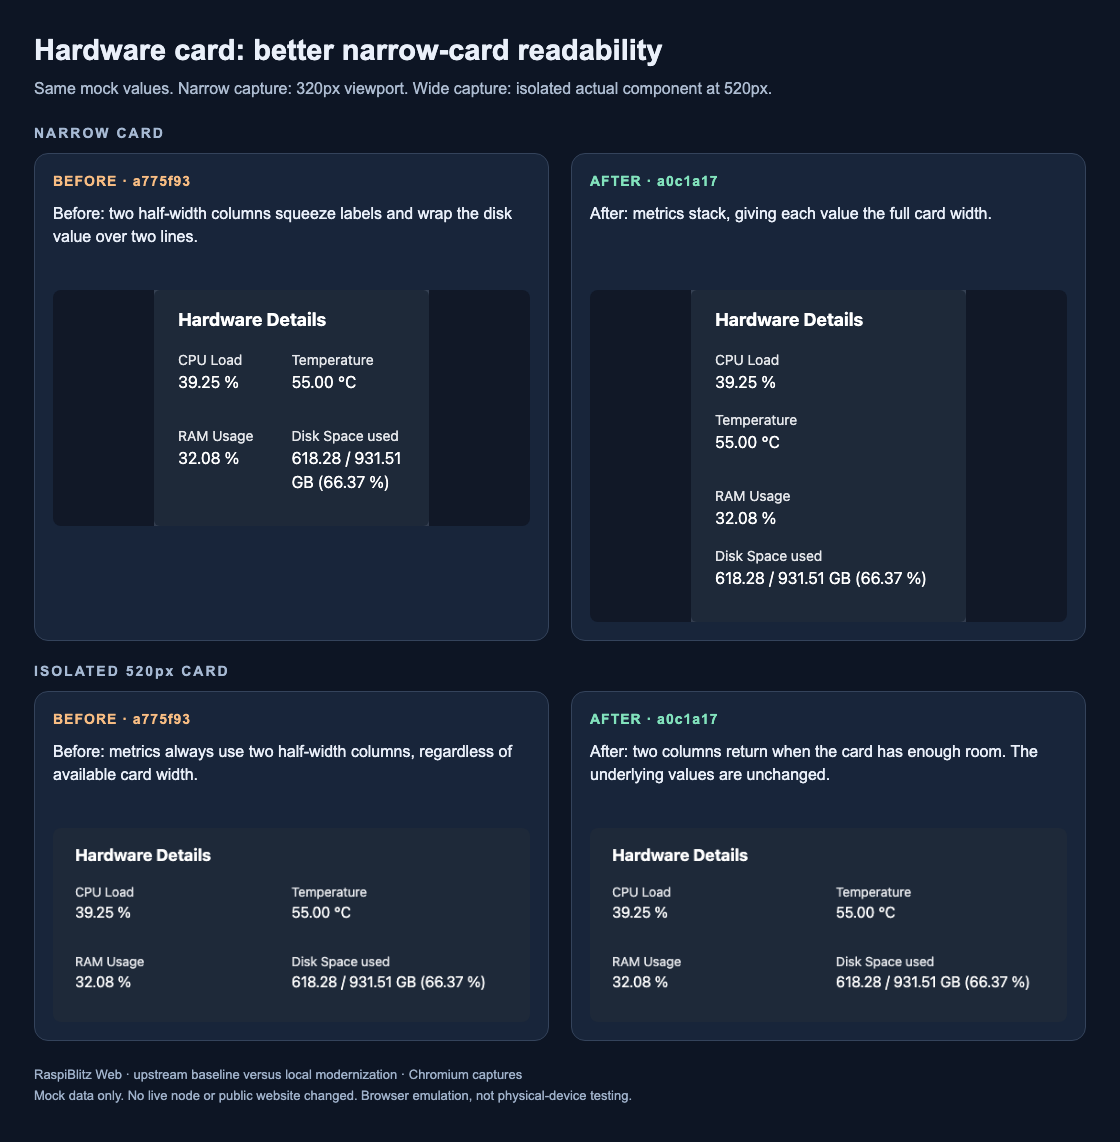 Hardware card: better narrow-card readability
Same mock values. Narrow capture: 320px viewport. Wide capture: isolated actual component at 520px.
NARROW CARD
BEFORE · a775f93
Before: two half-width columns squeeze labels and wrap the disk
value over two lines.
Hardware Details
CPU Load
39.25 %
Temperature
55.00 °C
RAM Usage
32.08 %
Disk Space used
618.28 / 931.51
GB (66.37 %)
AFTER · a0c1a17
After: metrics stack, giving each value the full card width.
Hardware Details
CPU Load
39.25 %
Temperature
55.00 °C
RAM Usage
32.08 %
Disk Space used
618.28 / 931.51 GB (66.37 %)
ISOLATED 520px CARD
BEFORE · a775f93
Before: metrics always use two half-width columns, regardless of
available card width.
Hardware Details
CPU Load
39.25 %
Temperature
55.00 °C
RAM Usage
32.08 %
Disk Space used
618.28 / 931.51 GB (66.37 %)
AFTER · a0c1a17
After: two columns return when the card has enough room. The
underlying values are unchanged.
Hardware Details
CPU Load
39.25 %
Temperature
55.00 °C
RAM Usage
32.08 %
Disk Space used
618.28 / 931.51 GB (66.37 %)
RaspiBlitz Web · upstream baseline versus local modernization · Chromium captures
Mock data only. No live node or public website changed. Browser emulation, not physical-device testing.